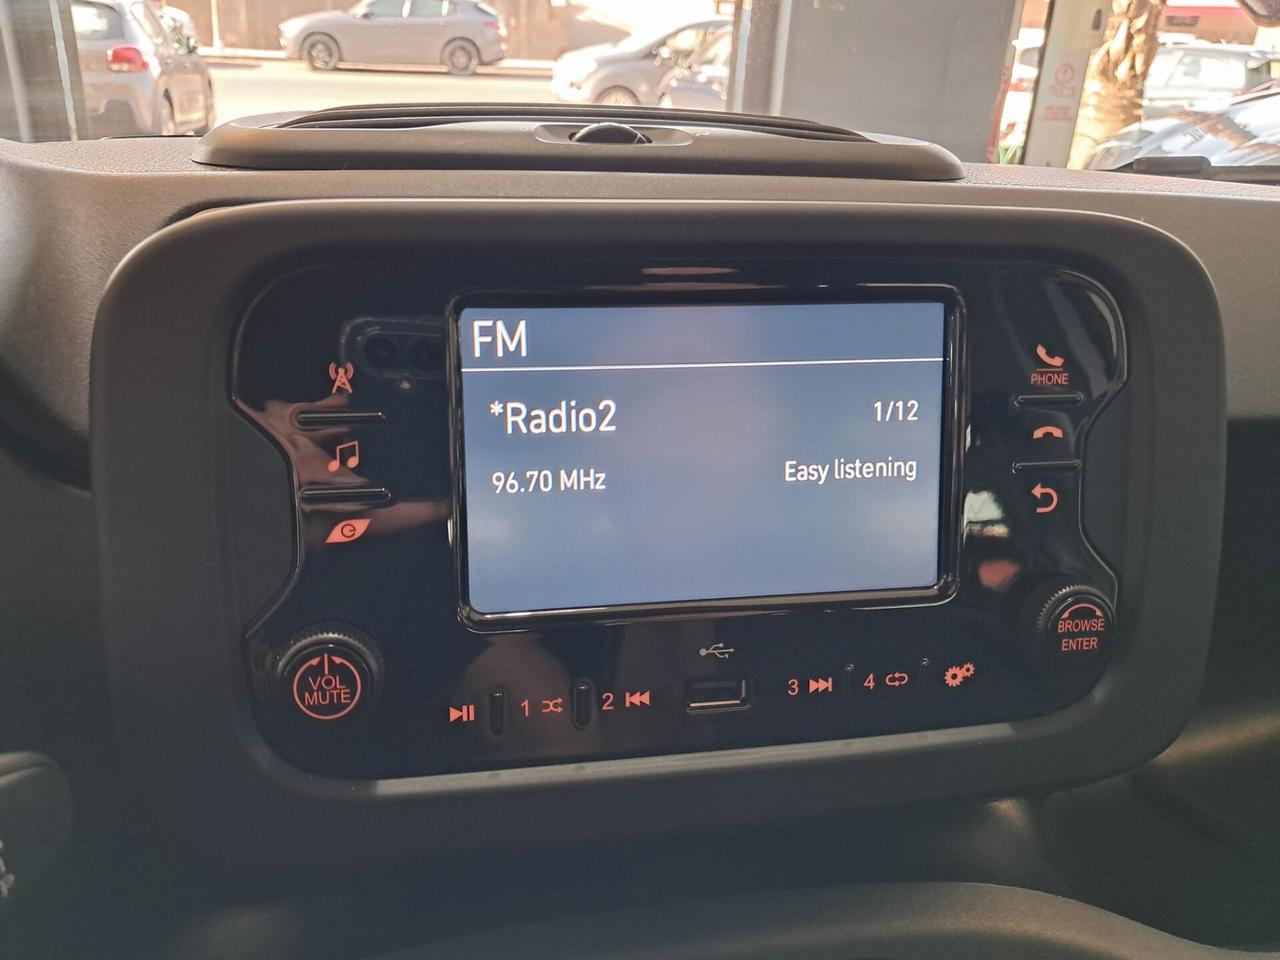 FM
*Radio2
1/12
96.70 MHz
Easy listening
PHONE
VOL
MUTE
1
2
3
4
BROWSE
ENTER